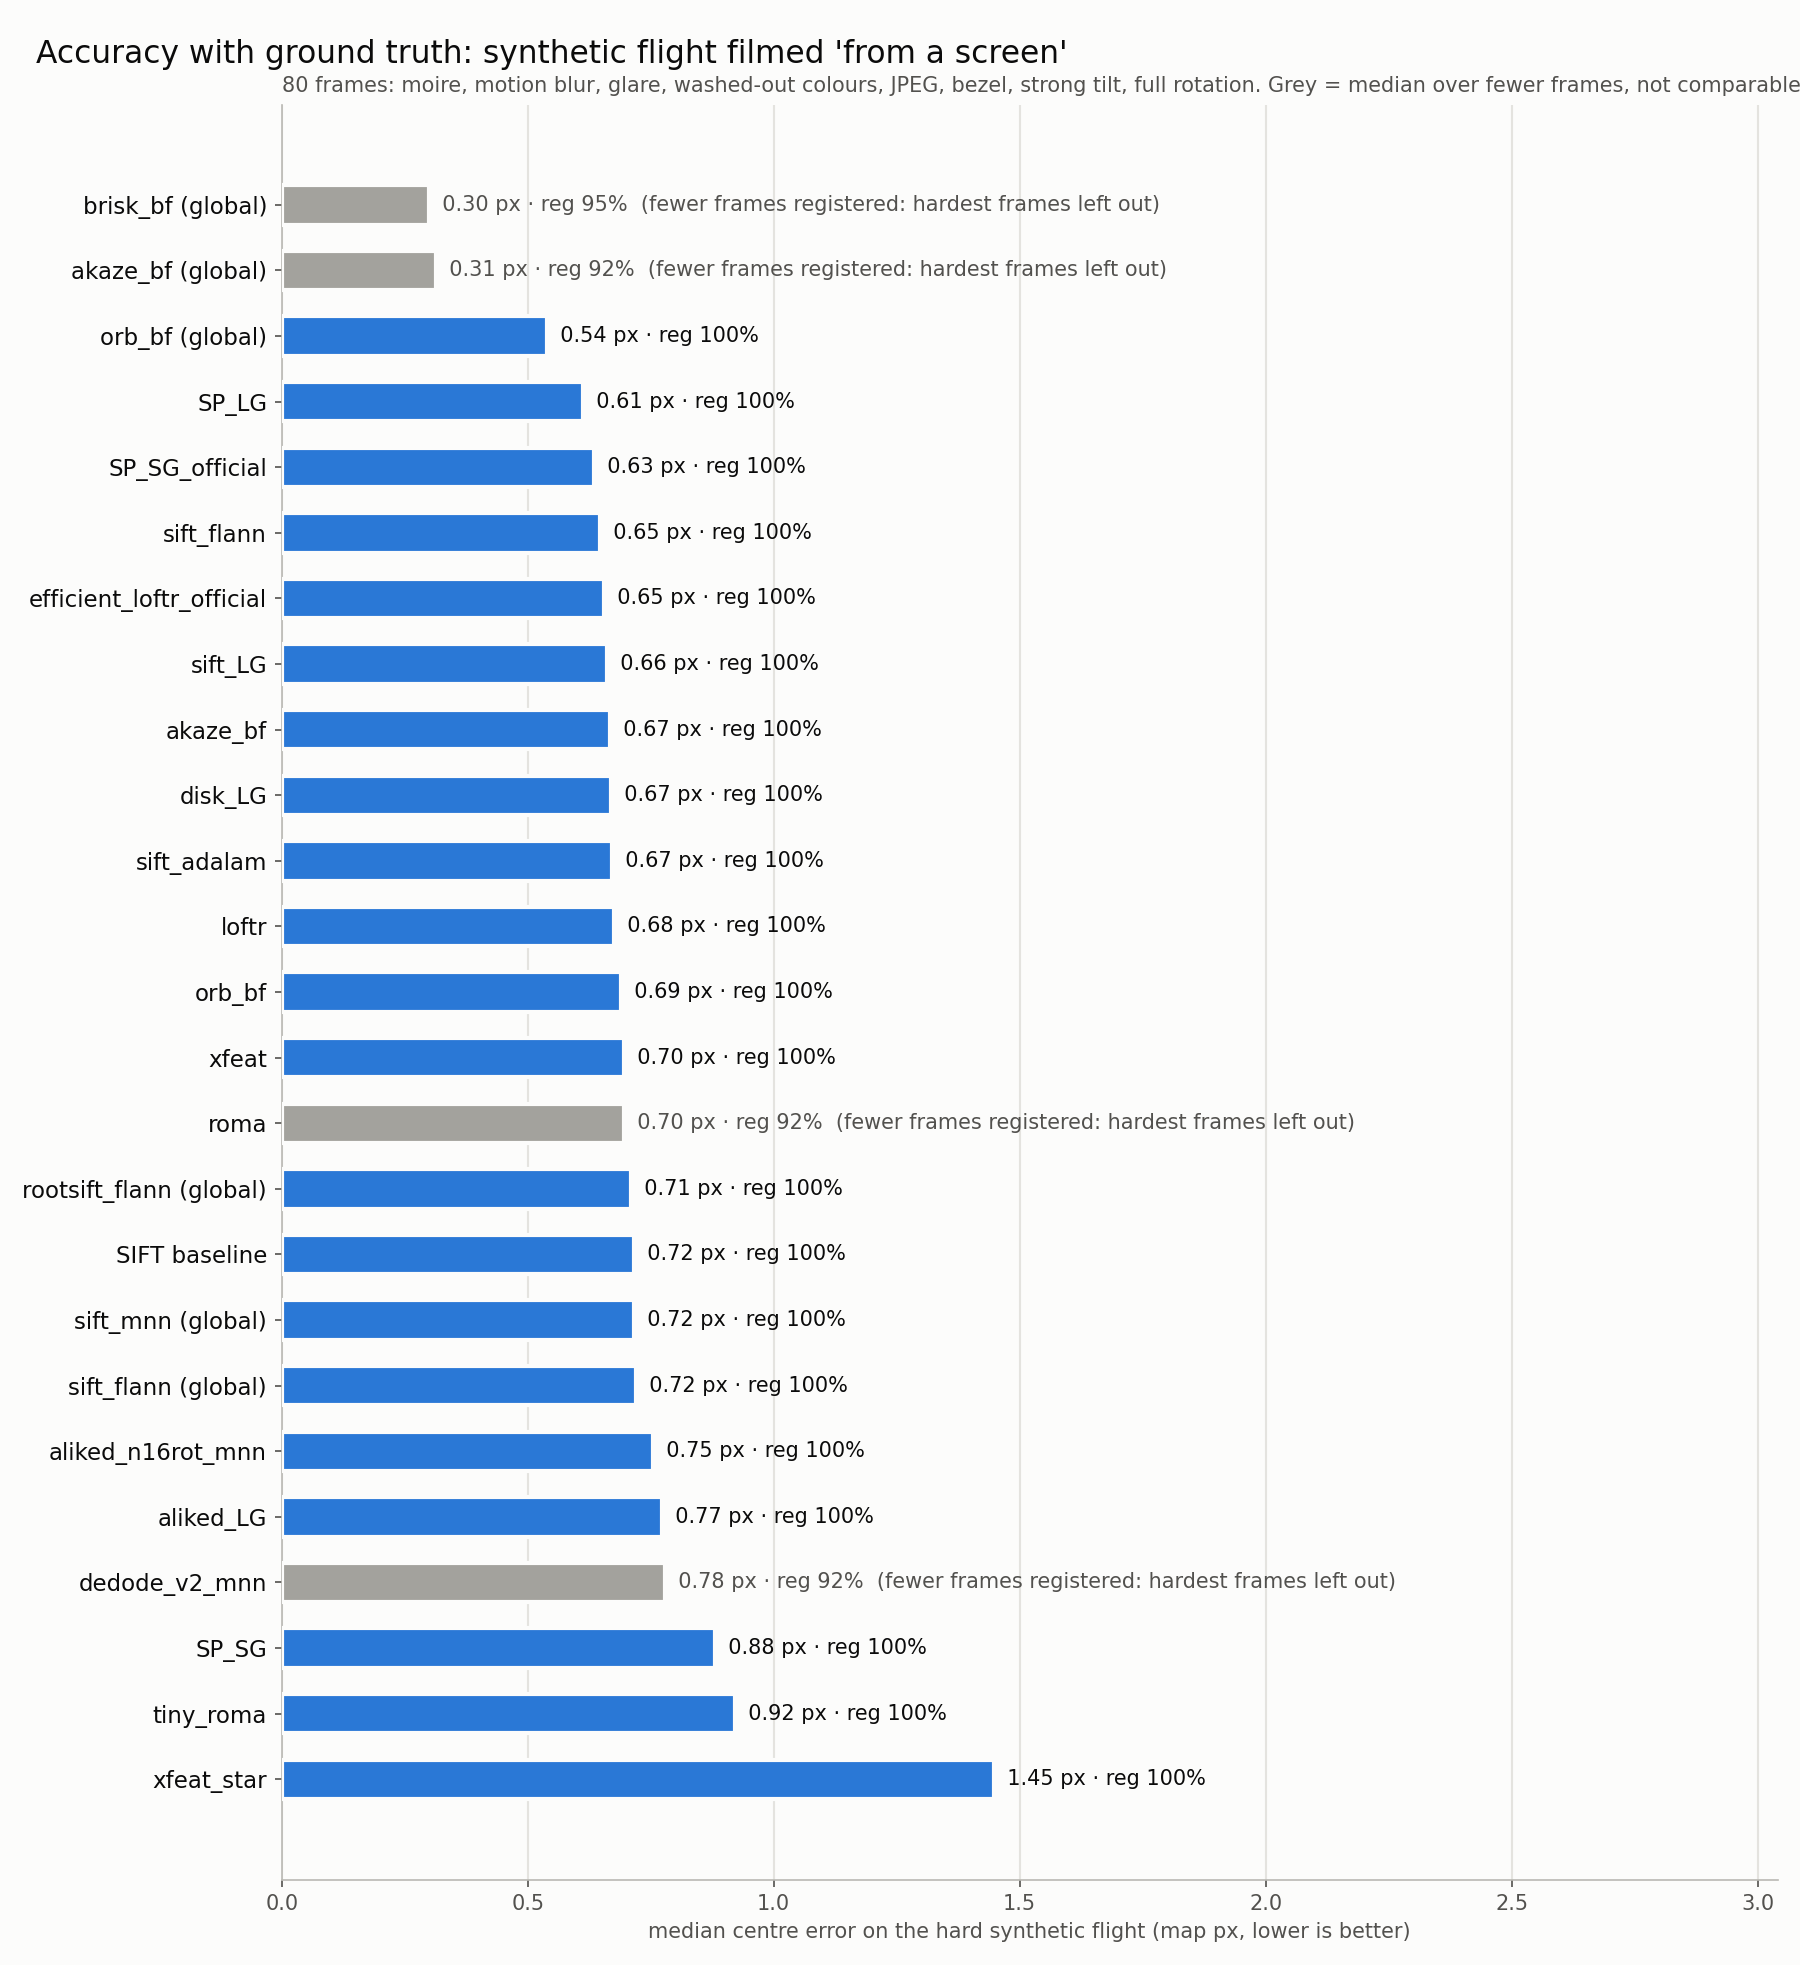 Accuracy with ground truth: synthetic flight filmed 'from a screen'
80 frames: moire, motion blur, glare, washed-out colours, JPEG, bezel, strong tilt, full rotation. Grey = median over fewer frames, not comparable
brisk_bf (global) 0.30 px · reg 95% (fewer frames registered: hardest frames left out)
akaze_bf (global) 0.31 px · reg 92% (fewer frames registered: hardest frames left out)
orb_bf (global) 0.54 px · reg 100%
SP_LG 0.61 px · reg 100%
SP_SG_official 0.63 px · reg 100%
sift_flann 0.65 px · reg 100%
efficient_loftr_official 0.65 px · reg 100%
sift_LG 0.66 px · reg 100%
akaze_bf 0.67 px · reg 100%
disk_LG 0.67 px · reg 100%
sift_adalam 0.67 px · reg 100%
loftr 0.68 px · reg 100%
orb_bf 0.69 px · reg 100%
xfeat 0.70 px · reg 100%
roma 0.70 px · reg 92% (fewer frames registered: hardest frames left out)
rootsift_flann (global) 0.71 px · reg 100%
SIFT baseline 0.72 px · reg 100%
sift_mnn (global) 0.72 px · reg 100%
sift_flann (global) 0.72 px · reg 100%
aliked_n16rot_mnn 0.75 px · reg 100%
aliked_LG 0.77 px · reg 100%
dedode_v2_mnn 0.78 px · reg 92% (fewer frames registered: hardest frames left out)
SP_SG 0.88 px · reg 100%
tiny_roma 0.92 px · reg 100%
xfeat_star 1.45 px · reg 100%
0.0 0.5 1.0 1.5 2.0 2.5 3.0
median centre error on the hard synthetic flight (map px, lower is better)